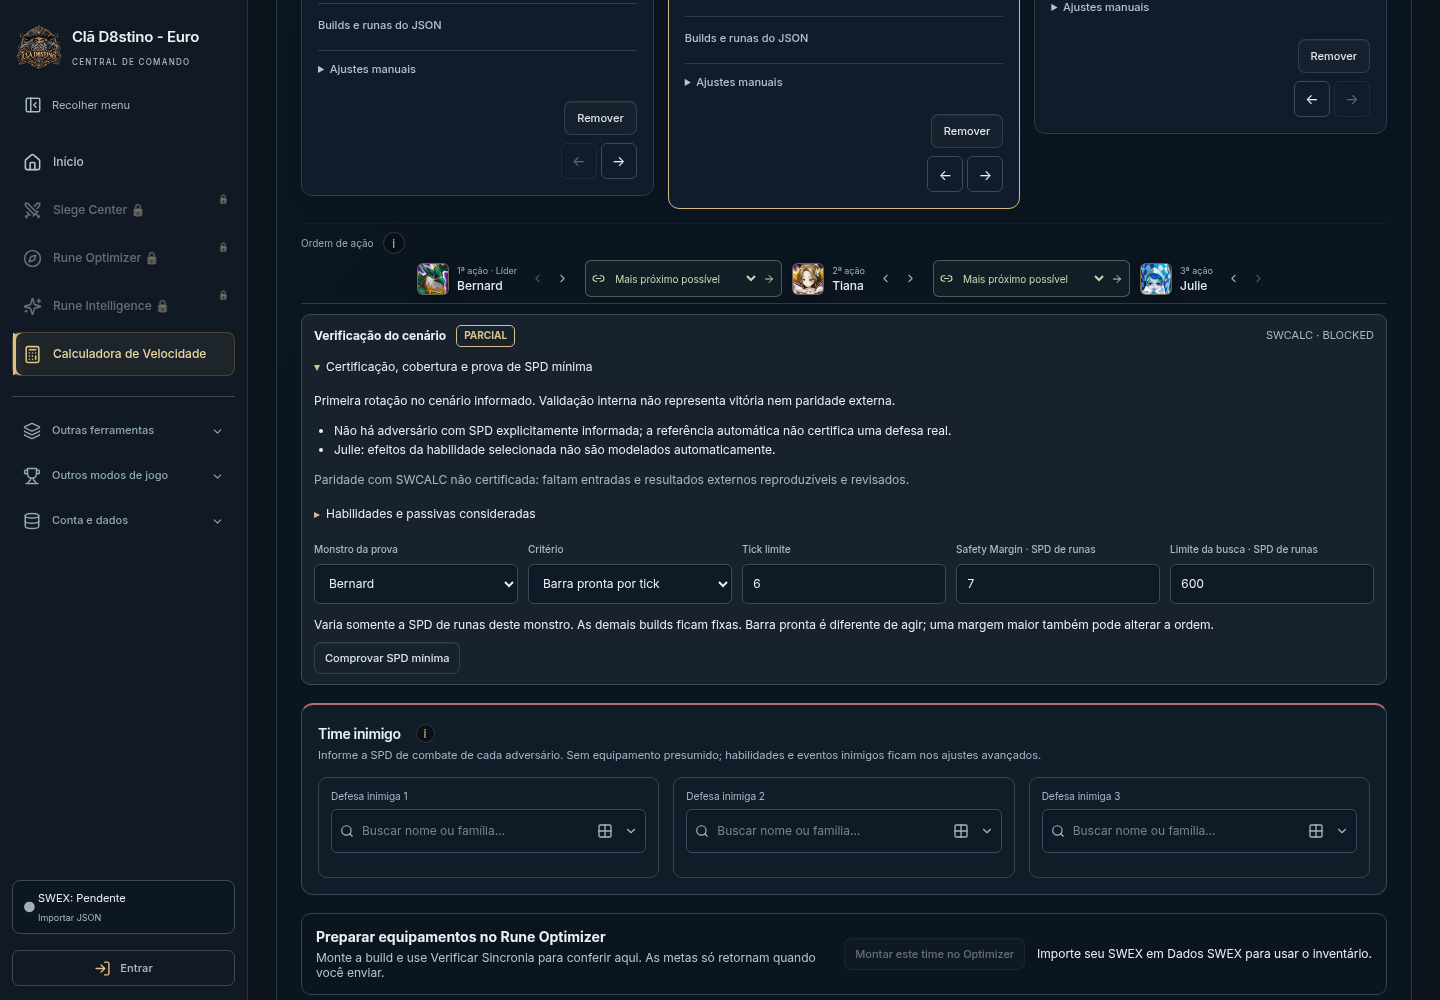 Clã D8stino - Euro
CENTRAL DE COMANDO
Recolher menu
Início
Siege Center
Rune Optimizer
Rune Intelligence
Calculadora de Velocidade
Outras ferramentas
Outros modos de jogo
Conta e dados
SWEX: Pendente
Importar JSON
Entrar
Builds e runas do JSON
▶ Ajustes manuais
Remover
← →
Builds e runas do JSON
▶ Ajustes manuais
Remover
← →
▶ Ajustes manuais
Remover
← →
Ordem de ação i
1ª ação · Líder
Bernard
Mais próximo possível →
2ª ação
Tiana
Mais próximo possível →
3ª ação
Julie
Verificação do cenário PARCIAL SWCALC · BLOCKED
▾ Certificação, cobertura e prova de SPD mínima
Primeira rotação no cenário informado. Validação interna não representa vitória nem paridade externa.
• Não há adversário com SPD explicitamente informada; a referência automática não certifica uma defesa real.
• Julie: efeitos da habilidade selecionada não são modelados automaticamente.
Paridade com SWCALC não certificada: faltam entradas e resultados externos reproduzíveis e revisados.
▸ Habilidades e passivas consideradas
Monstro da prova Critério Tick limite Safety Margin · SPD de runas Limite da busca · SPD de runas
Bernard Barra pronta por tick 6 7 600
Varia somente a SPD de runas deste monstro. As demais builds ficam fixas. Barra pronta é diferente de agir; uma margem maior também pode alterar a ordem.
Comprovar SPD mínima
Time inimigo i
Informe a SPD de combate de cada adversário. Sem equipamento presumido; habilidades e eventos inimigos ficam nos ajustes avançados.
Defesa inimiga 1 Defesa inimiga 2 Defesa inimiga 3
Buscar nome ou família... Buscar nome ou família... Buscar nome ou família...
Preparar equipamentos no Rune Optimizer
Monte a build e use Verificar Sincronia para conferir aqui. As metas só retornam quando
você enviar.
Montar este time no Optimizer
Importe seu SWEX em Dados SWEX para usar o inventário.